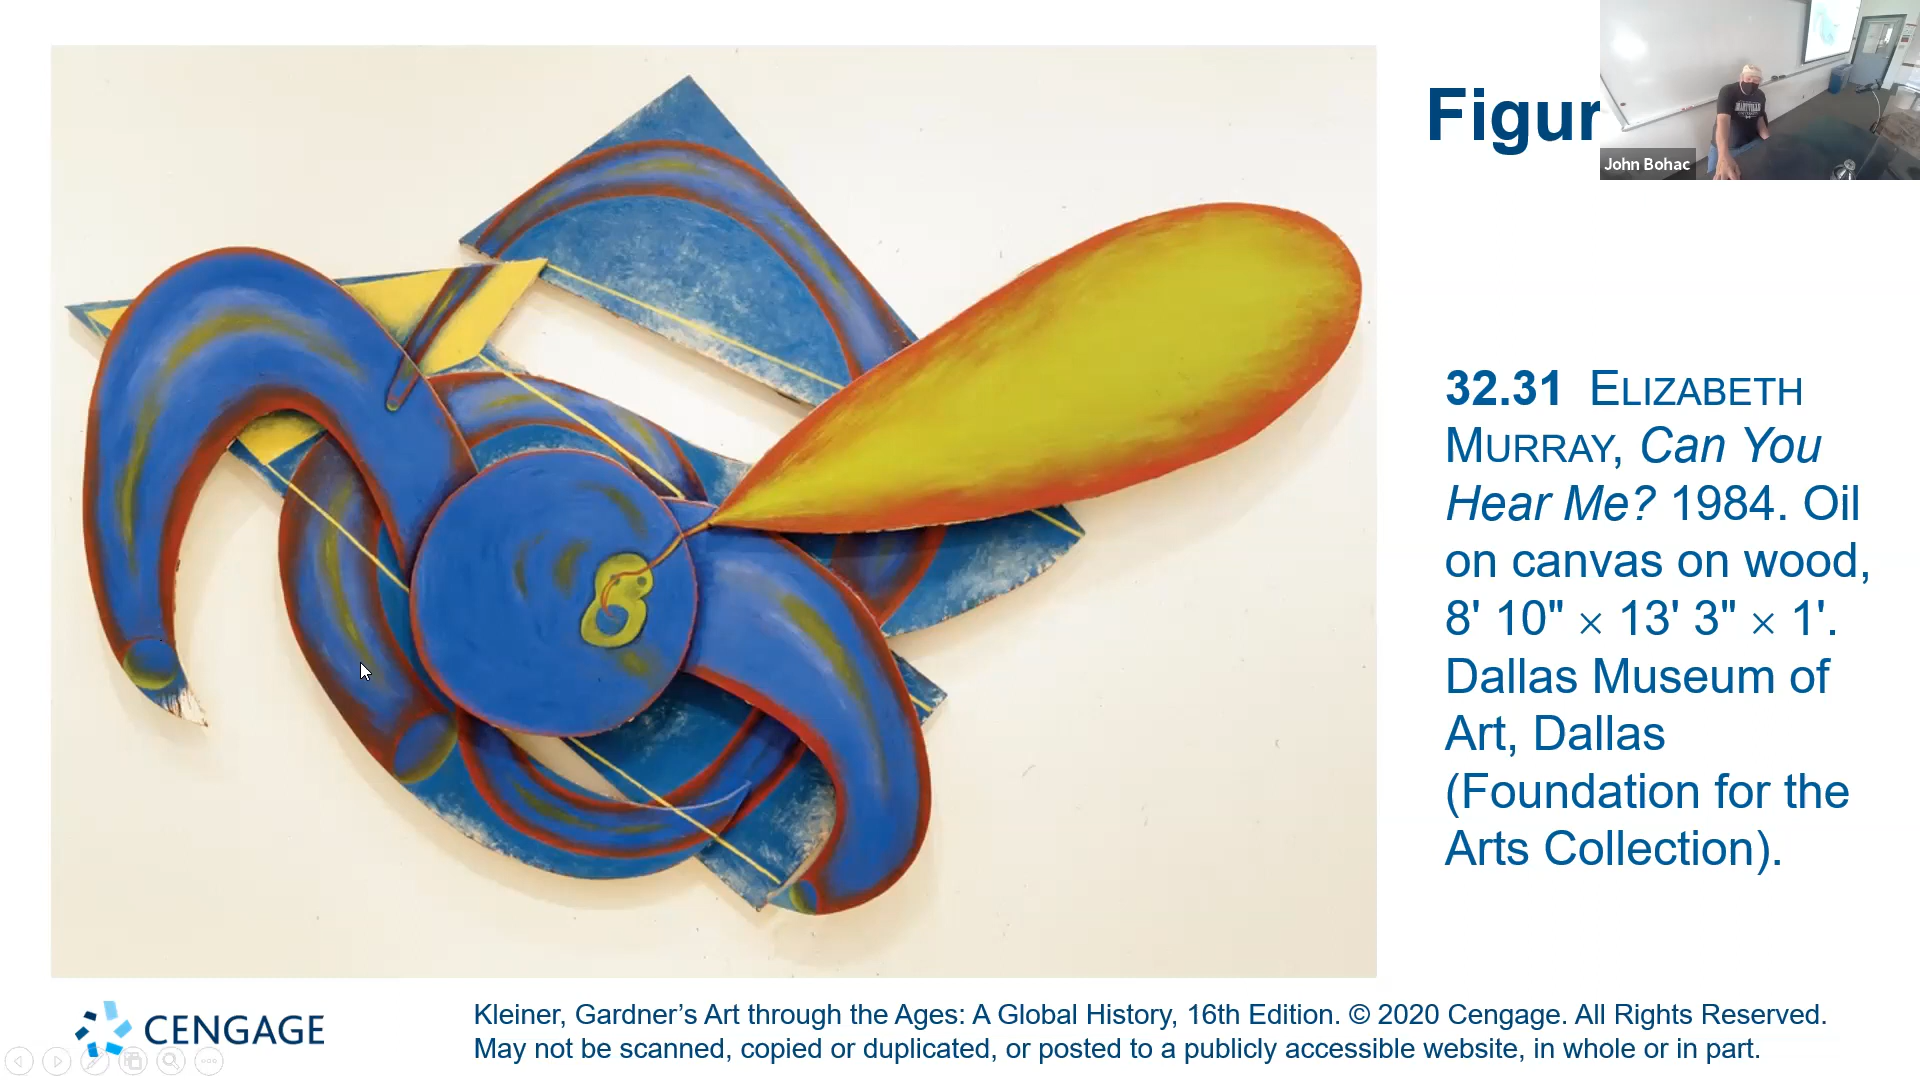 Figur
John Bohac
32.31 ELIZABETH
MURRAY, Can You
Hear Me? 1984. Oil
on canvas on wood,
8' 10" × 13' 3" × 1'.
Dallas Museum of
Art, Dallas
(Foundation for the
Arts Collection).
CENGAGE
Kleiner, Gardner’s Art through the Ages: A Global History, 16th Edition. © 2020 Cengage. All Rights Reserved.
May not be scanned, copied or duplicated, or posted to a publicly accessible website, in whole or in part.